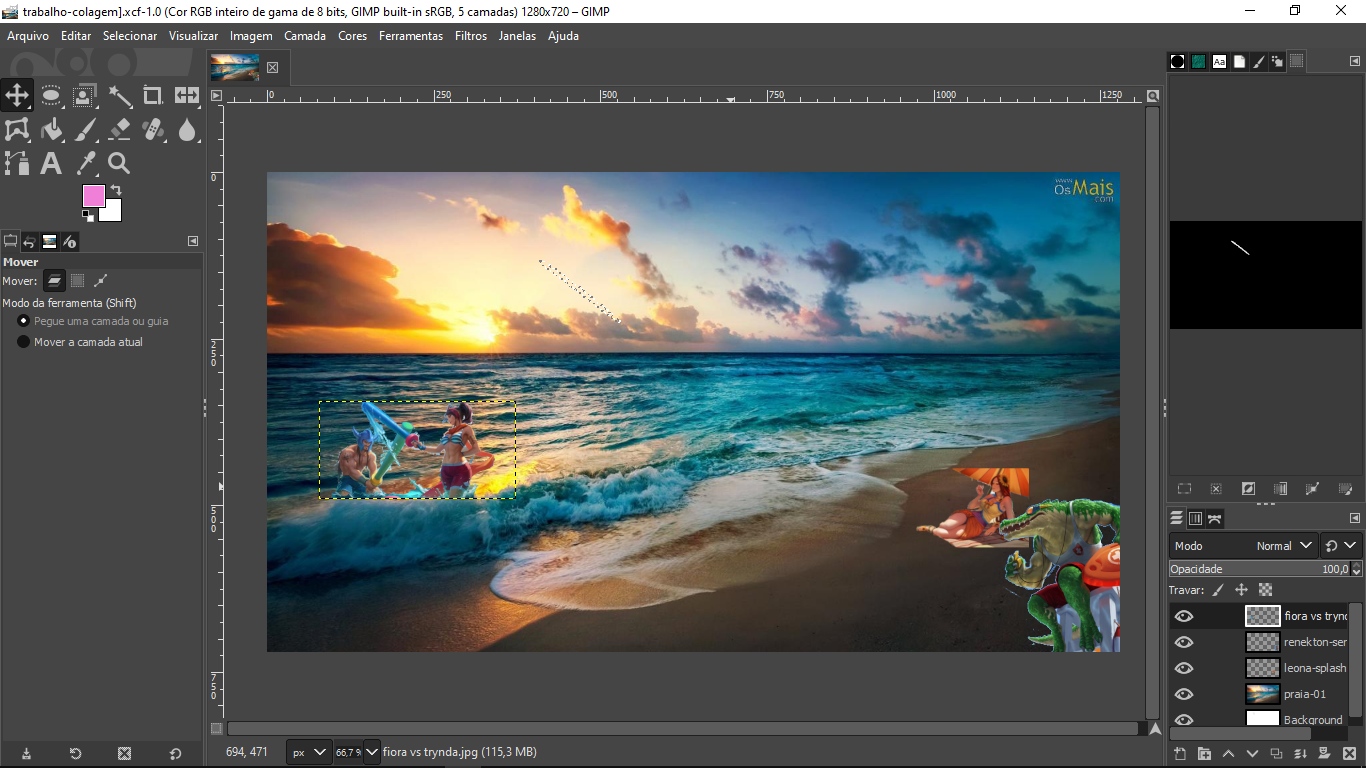 trabalho-colagem].xcf-1.0 (Cor RGB inteiro de gama de 8 bits, GIMP built-in sRGB, 5 camadas) 1280x720 – GIMP
Arquivo Editar Selecionar Visualizar Imagem Camada Cores Ferramentas Filtros Janelas Ajuda
0 250 500 750 1000 1250
Aa
0
www.
OsMais
.com
Mover
Mover:
Modo da ferramenta (Shift)
Pegue uma camada ou guia
Mover a camada atual
250
500
750
Modo Normal
Opacidade 100,0
Travar:
fiora vs trynd
renekton-ser
leona-splash
praia-01
Background
694, 471 px 66,7 % fiora vs trynda.jpg (115,3 MB)